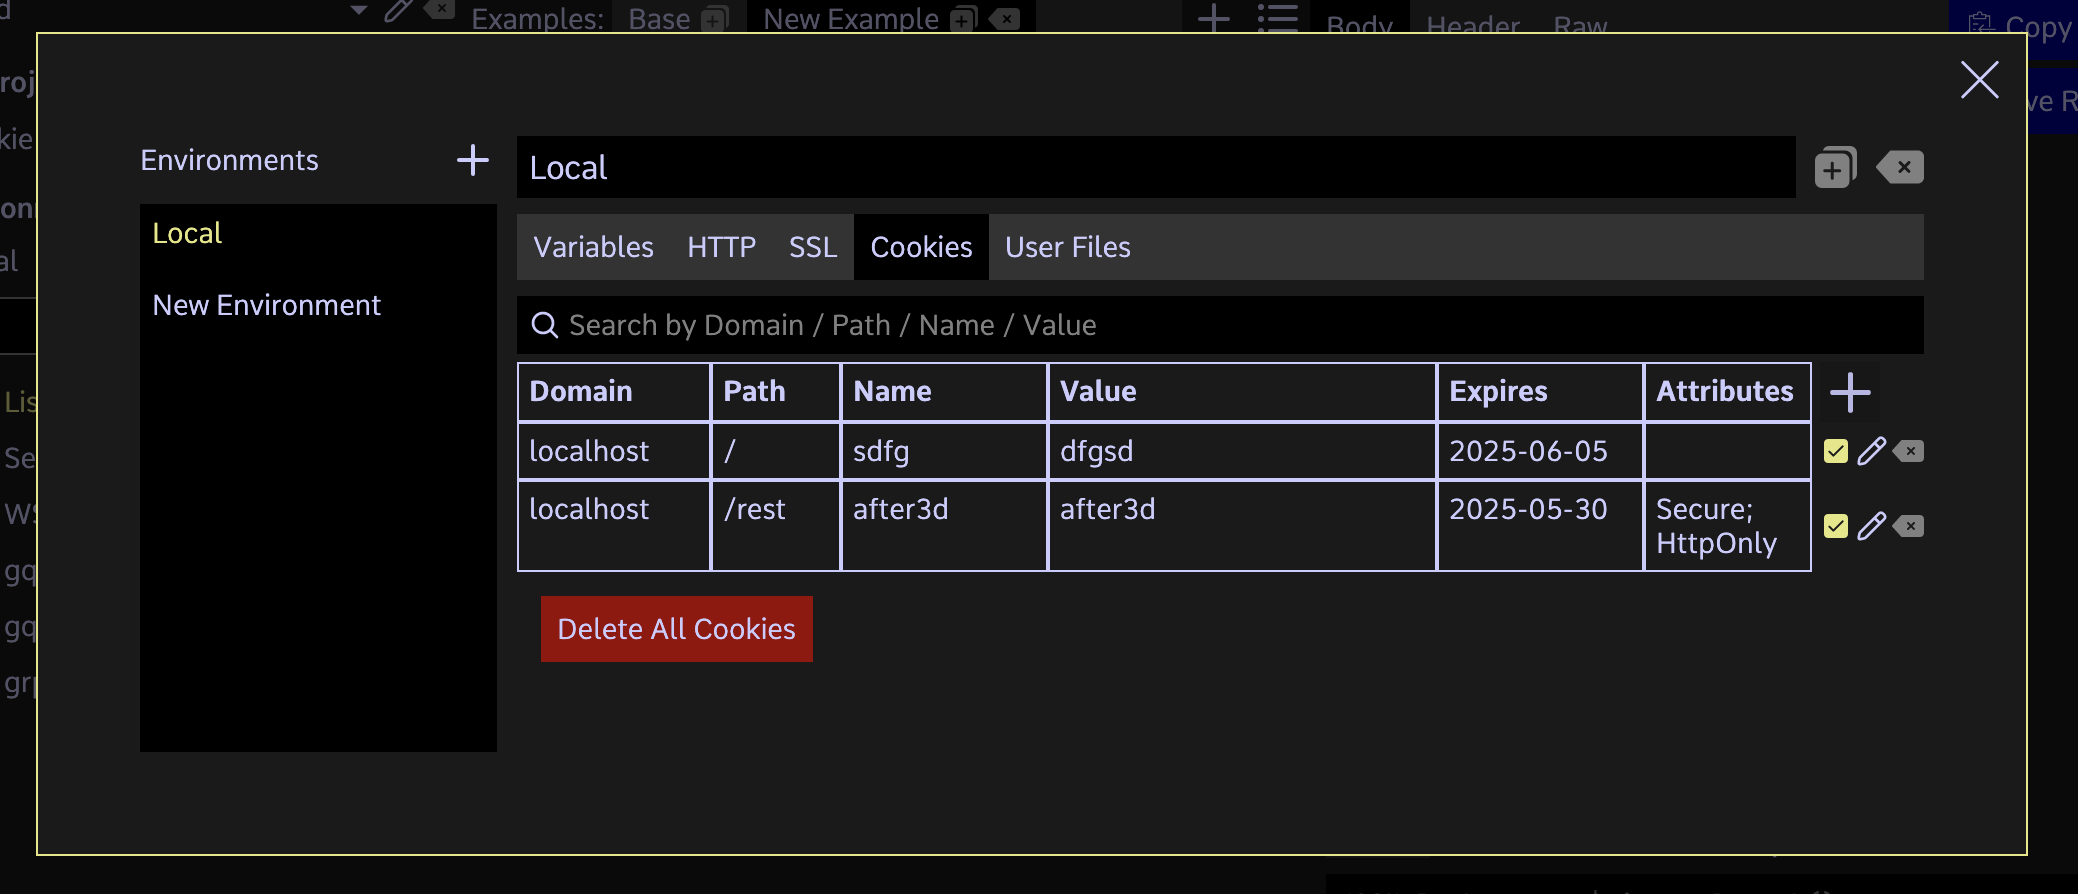 Examples: Base New Example Body Header Raw Copy
Environments
Local
New Environment
Local
Variables HTTP SSL Cookies User Files
Search by Domain / Path / Name / Value
Domain Path Name Value Expires Attributes
localhost / sdfg dfgsd 2025-06-05
localhost /rest after3d after3d 2025-05-30 Secure;
HttpOnly
Delete All Cookies